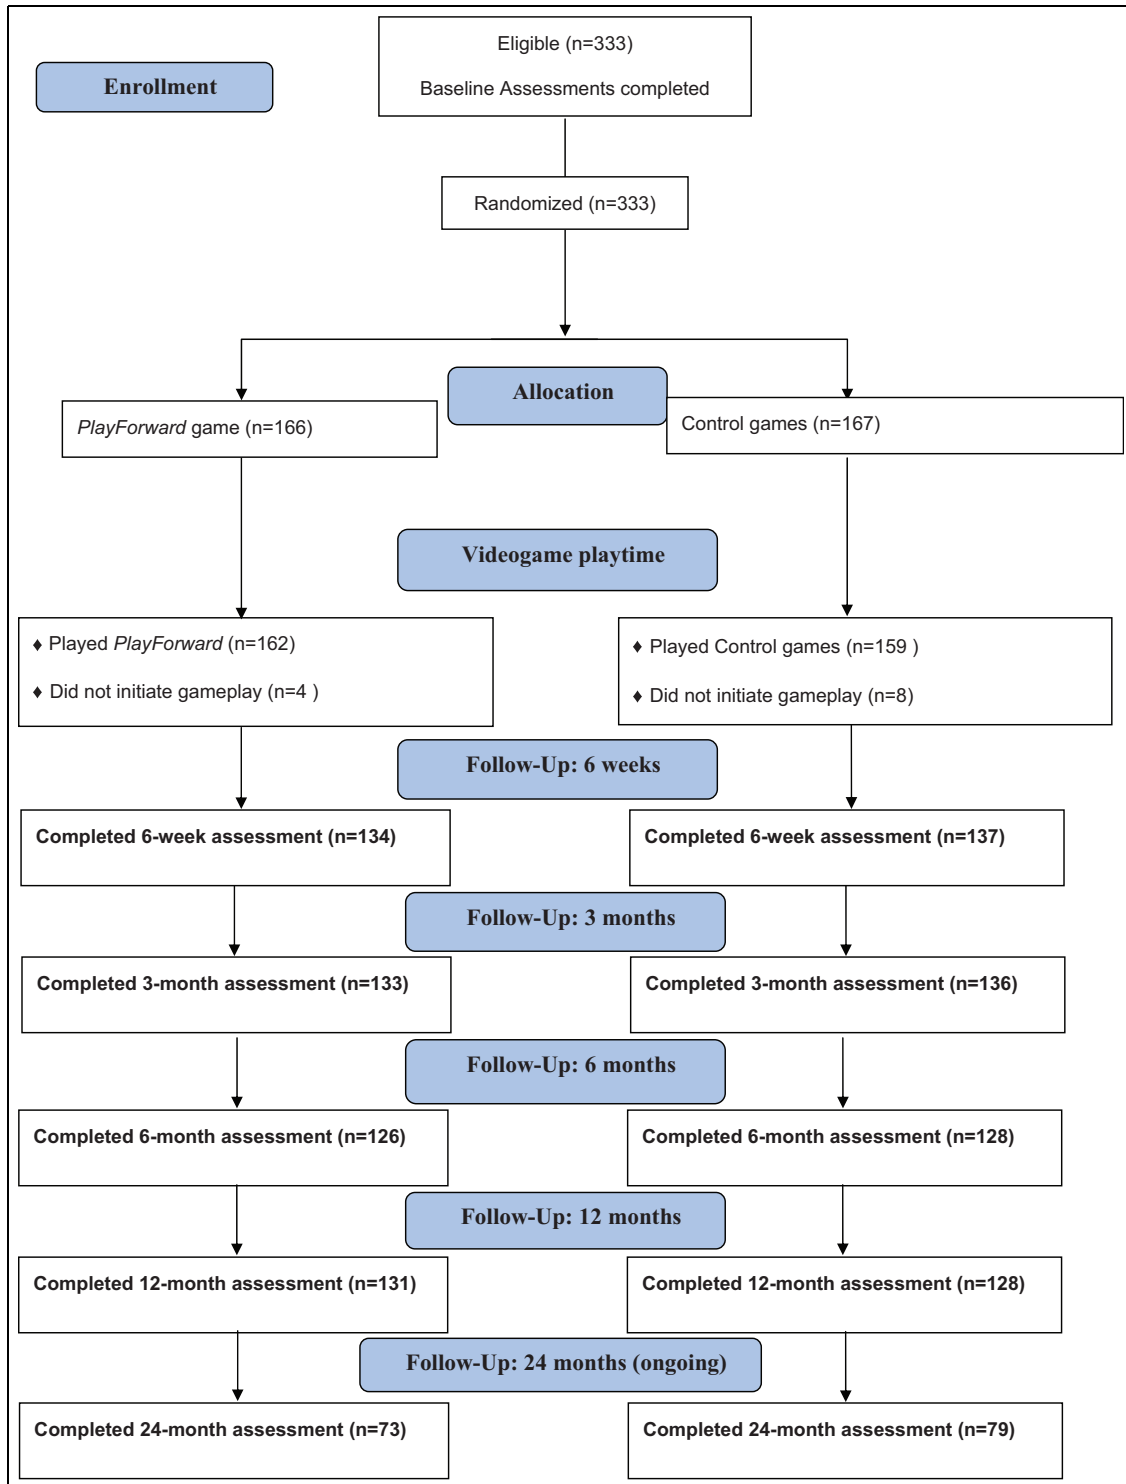 Eligible (n=333)
Baseline Assessments completed
Enrollment
Randomized (n=333)
Allocation
PlayForward game (n=166)
Control games (n=167)
Videogame playtime
♦ Played PlayForward (n=162)
♦ Did not initiate gameplay (n=4 )
♦ Played Control games (n=159 )
♦ Did not initiate gameplay (n=8)
Follow-Up: 6 weeks
Completed 6-week assessment (n=134)
Completed 6-week assessment (n=137)
Follow-Up: 3 months
Completed 3-month assessment (n=133)
Completed 3-month assessment (n=136)
Follow-Up: 6 months
Completed 6-month assessment (n=126)
Completed 6-month assessment (n=128)
Follow-Up: 12 months
Completed 12-month assessment (n=131)
Completed 12-month assessment (n=128)
Follow-Up: 24 months (ongoing)
Completed 24-month assessment (n=73)
Completed 24-month assessment (n=79)